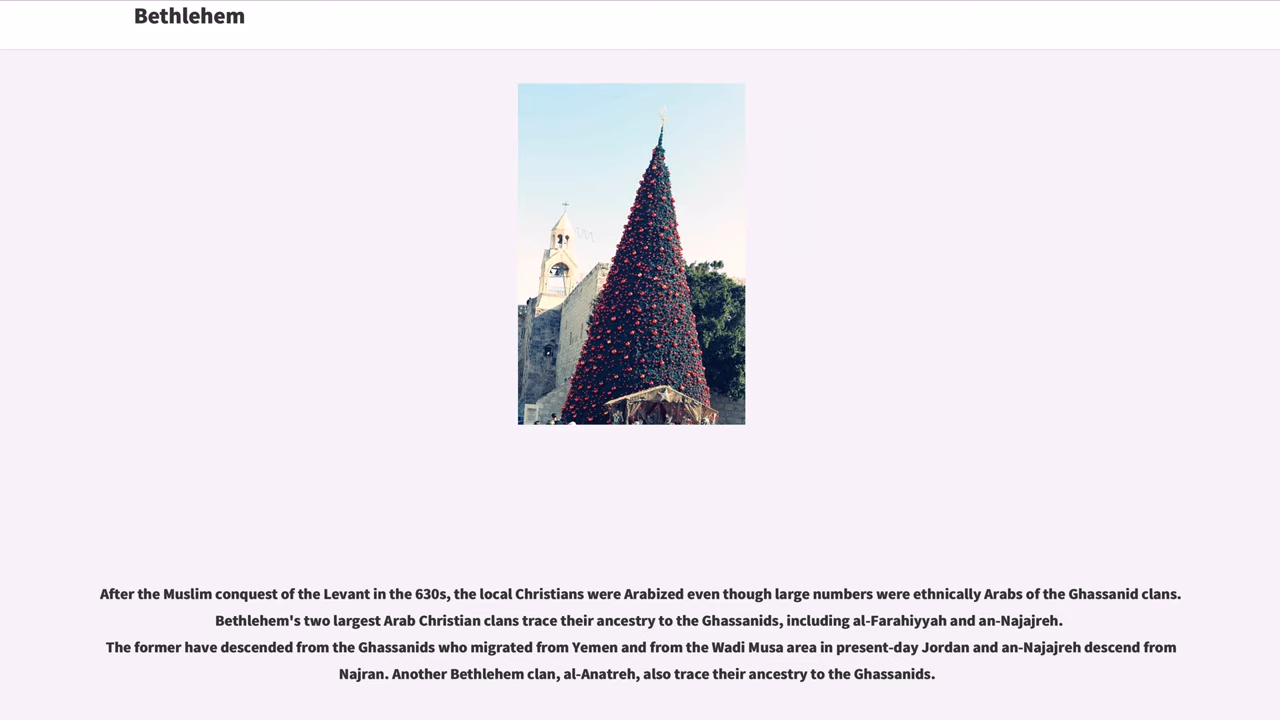 Bethlehem
After the Muslim conquest of the Levant in the 630s, the local Christians were Arabized even though large numbers were ethnically Arabs of the Ghassanid clans.
Bethlehem's two largest Arab Christian clans trace their ancestry to the Ghassanids, including al-Farahiyyah and an-Najajreh.
The former have descended from the Ghassanids who migrated from Yemen and from the Wadi Musa area in present-day Jordan and an-Najajreh descend from
Najran. Another Bethlehem clan, al-Anatreh, also trace their ancestry to the Ghassanids.